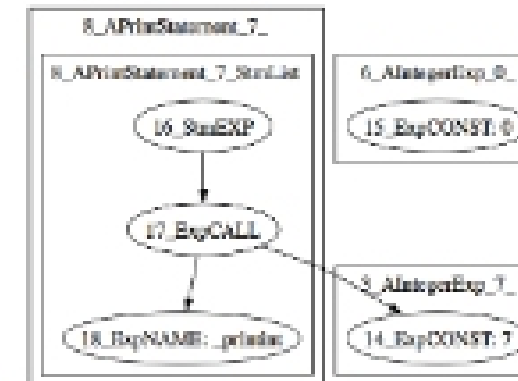 8_APrintStatement_7_
8_APrintStatement_7_StmList
16_StmEXP
17_ExpCALL
18_ExpNAME: _printint
6_AIntegerExp_0_
15_ExpCONST: 0
5_AIntegerExp_7_
14_ExpCONST: 7